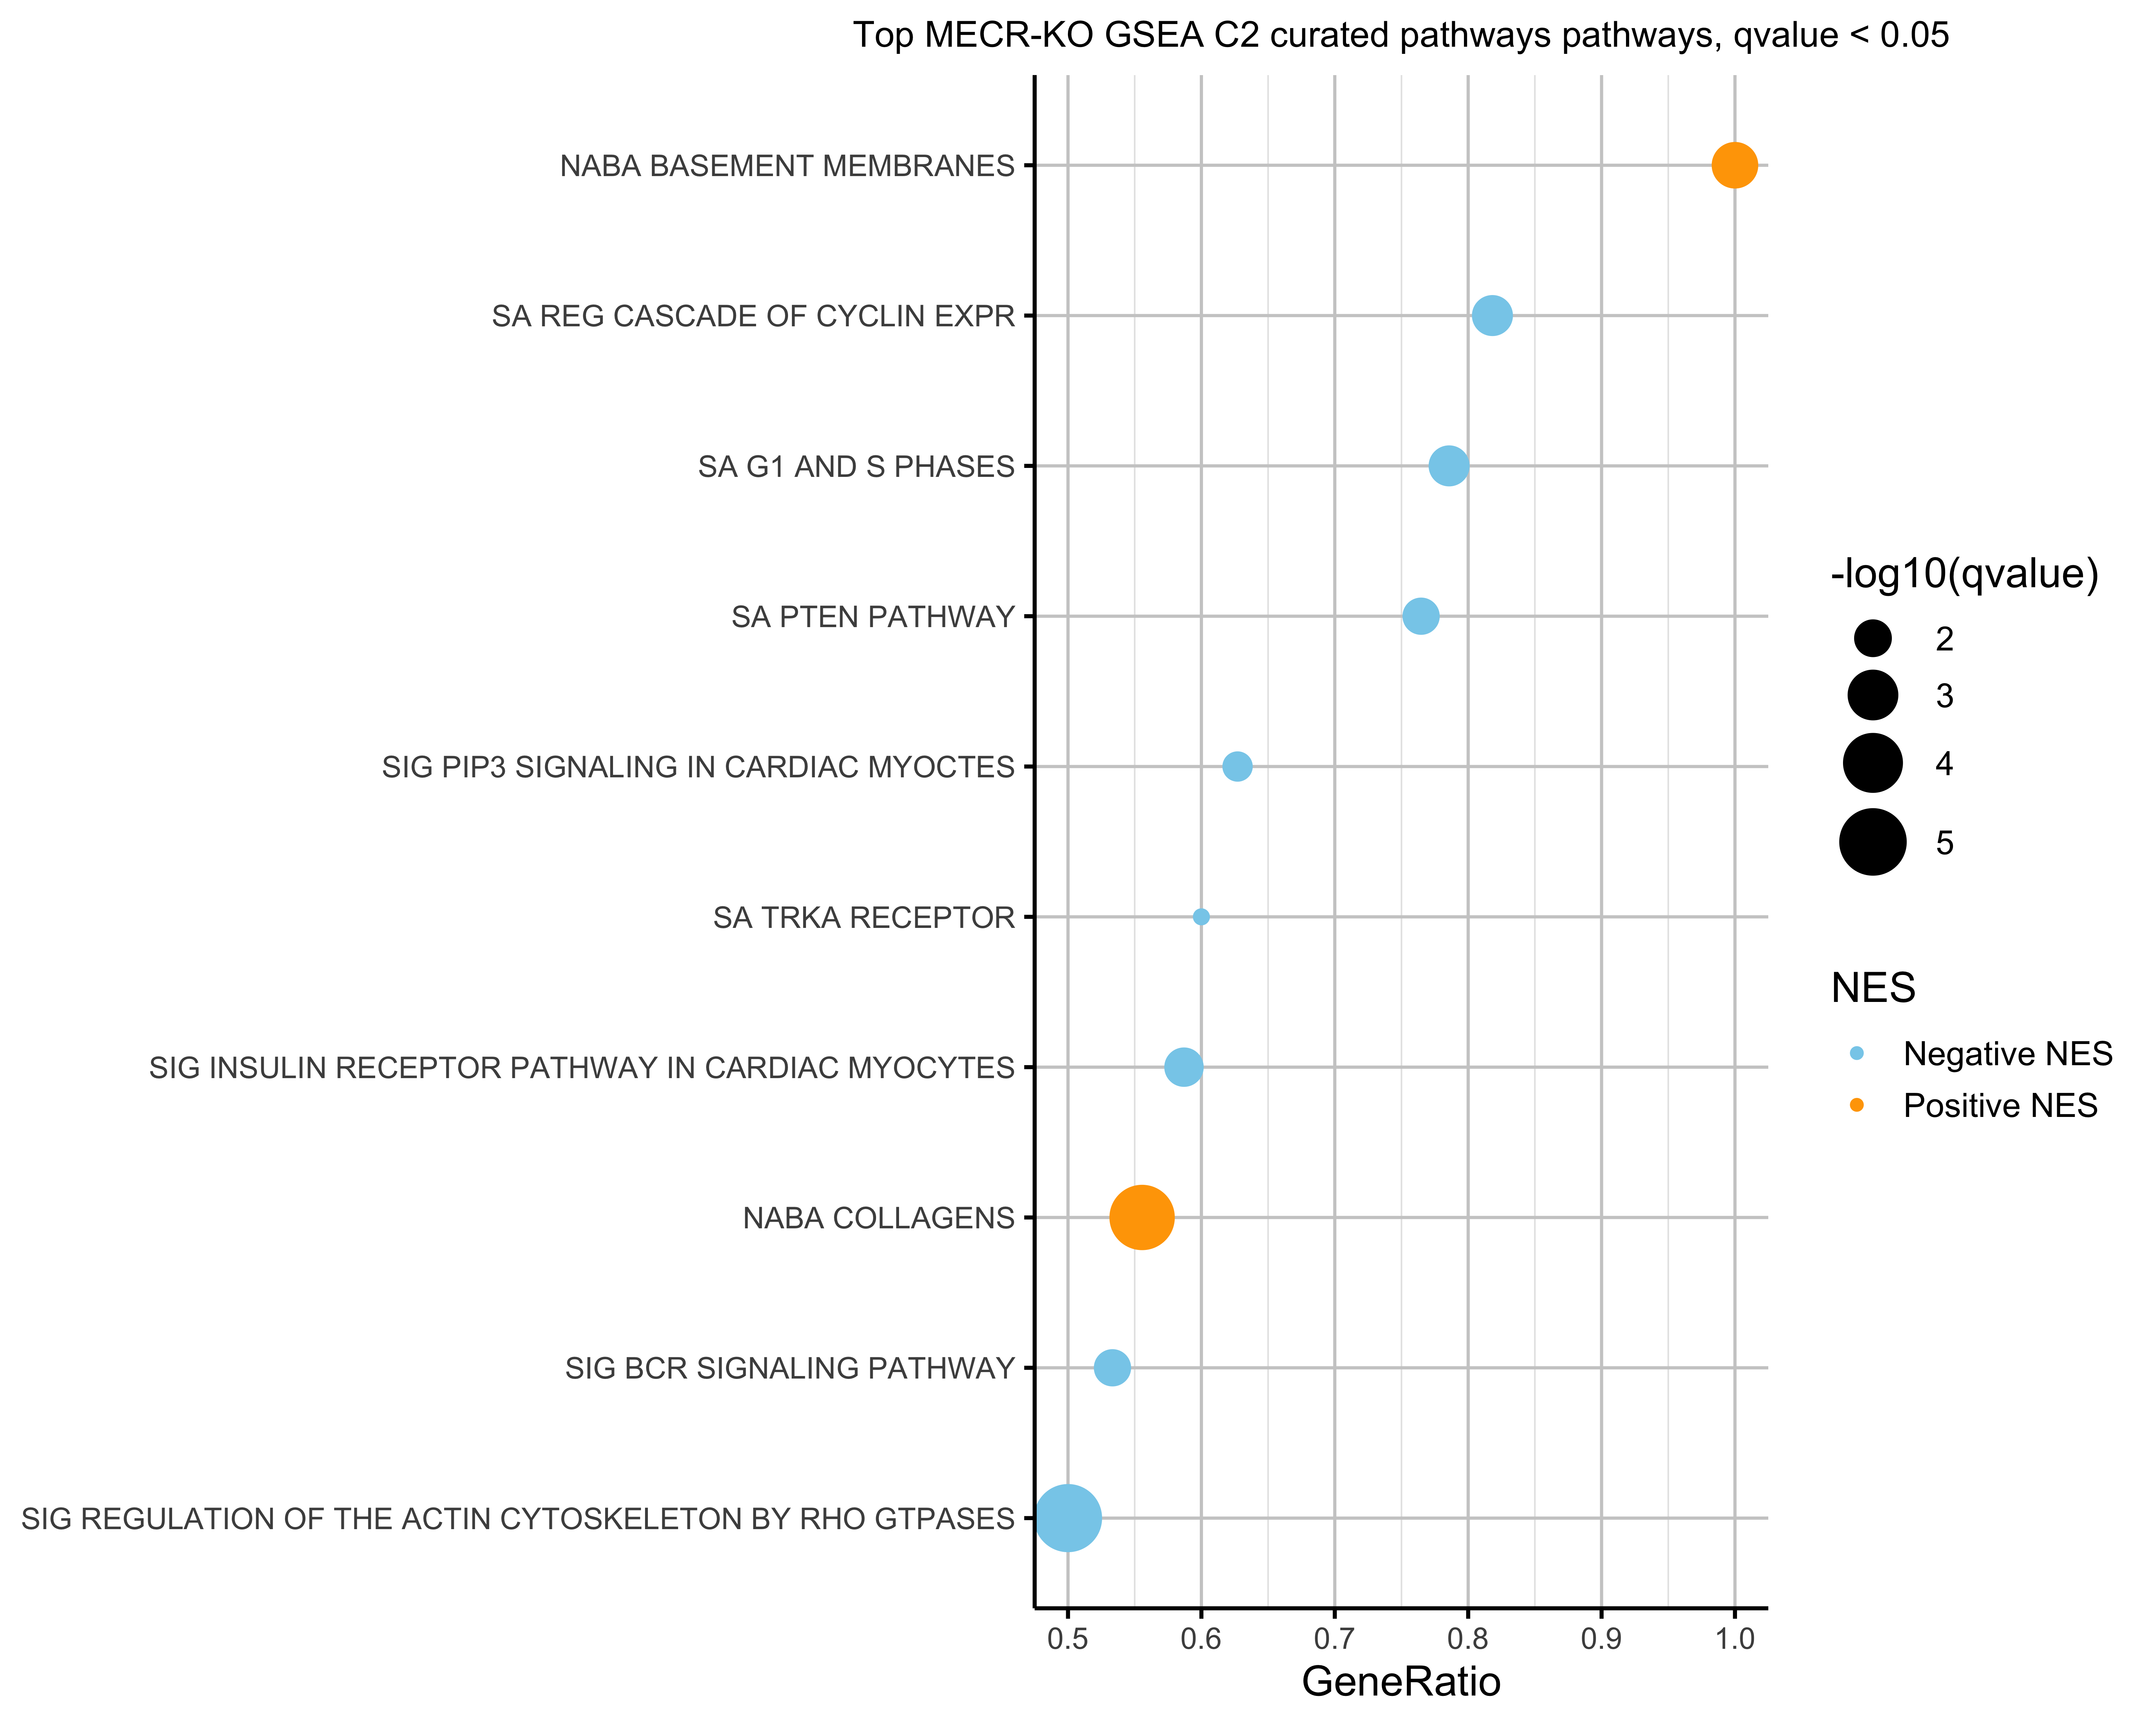 Top MECR-KO GSEA C2 curated pathways pathways, qvalue < 0.05
NABA BASEMENT MEMBRANES
SA REG CASCADE OF CYCLIN EXPR
SA G1 AND S PHASES
SA PTEN PATHWAY
SIG PIP3 SIGNALING IN CARDIAC MYOCTES
SA TRKA RECEPTOR
SIG INSULIN RECEPTOR PATHWAY IN CARDIAC MYOCYTES
NABA COLLAGENS
SIG BCR SIGNALING PATHWAY
SIG REGULATION OF THE ACTIN CYTOSKELETON BY RHO GTPASES
0.5 0.6 0.7 0.8 0.9 1.0
GeneRatio
-log10(qvalue)
2
3
4
5
NES
Negative NES
Positive NES